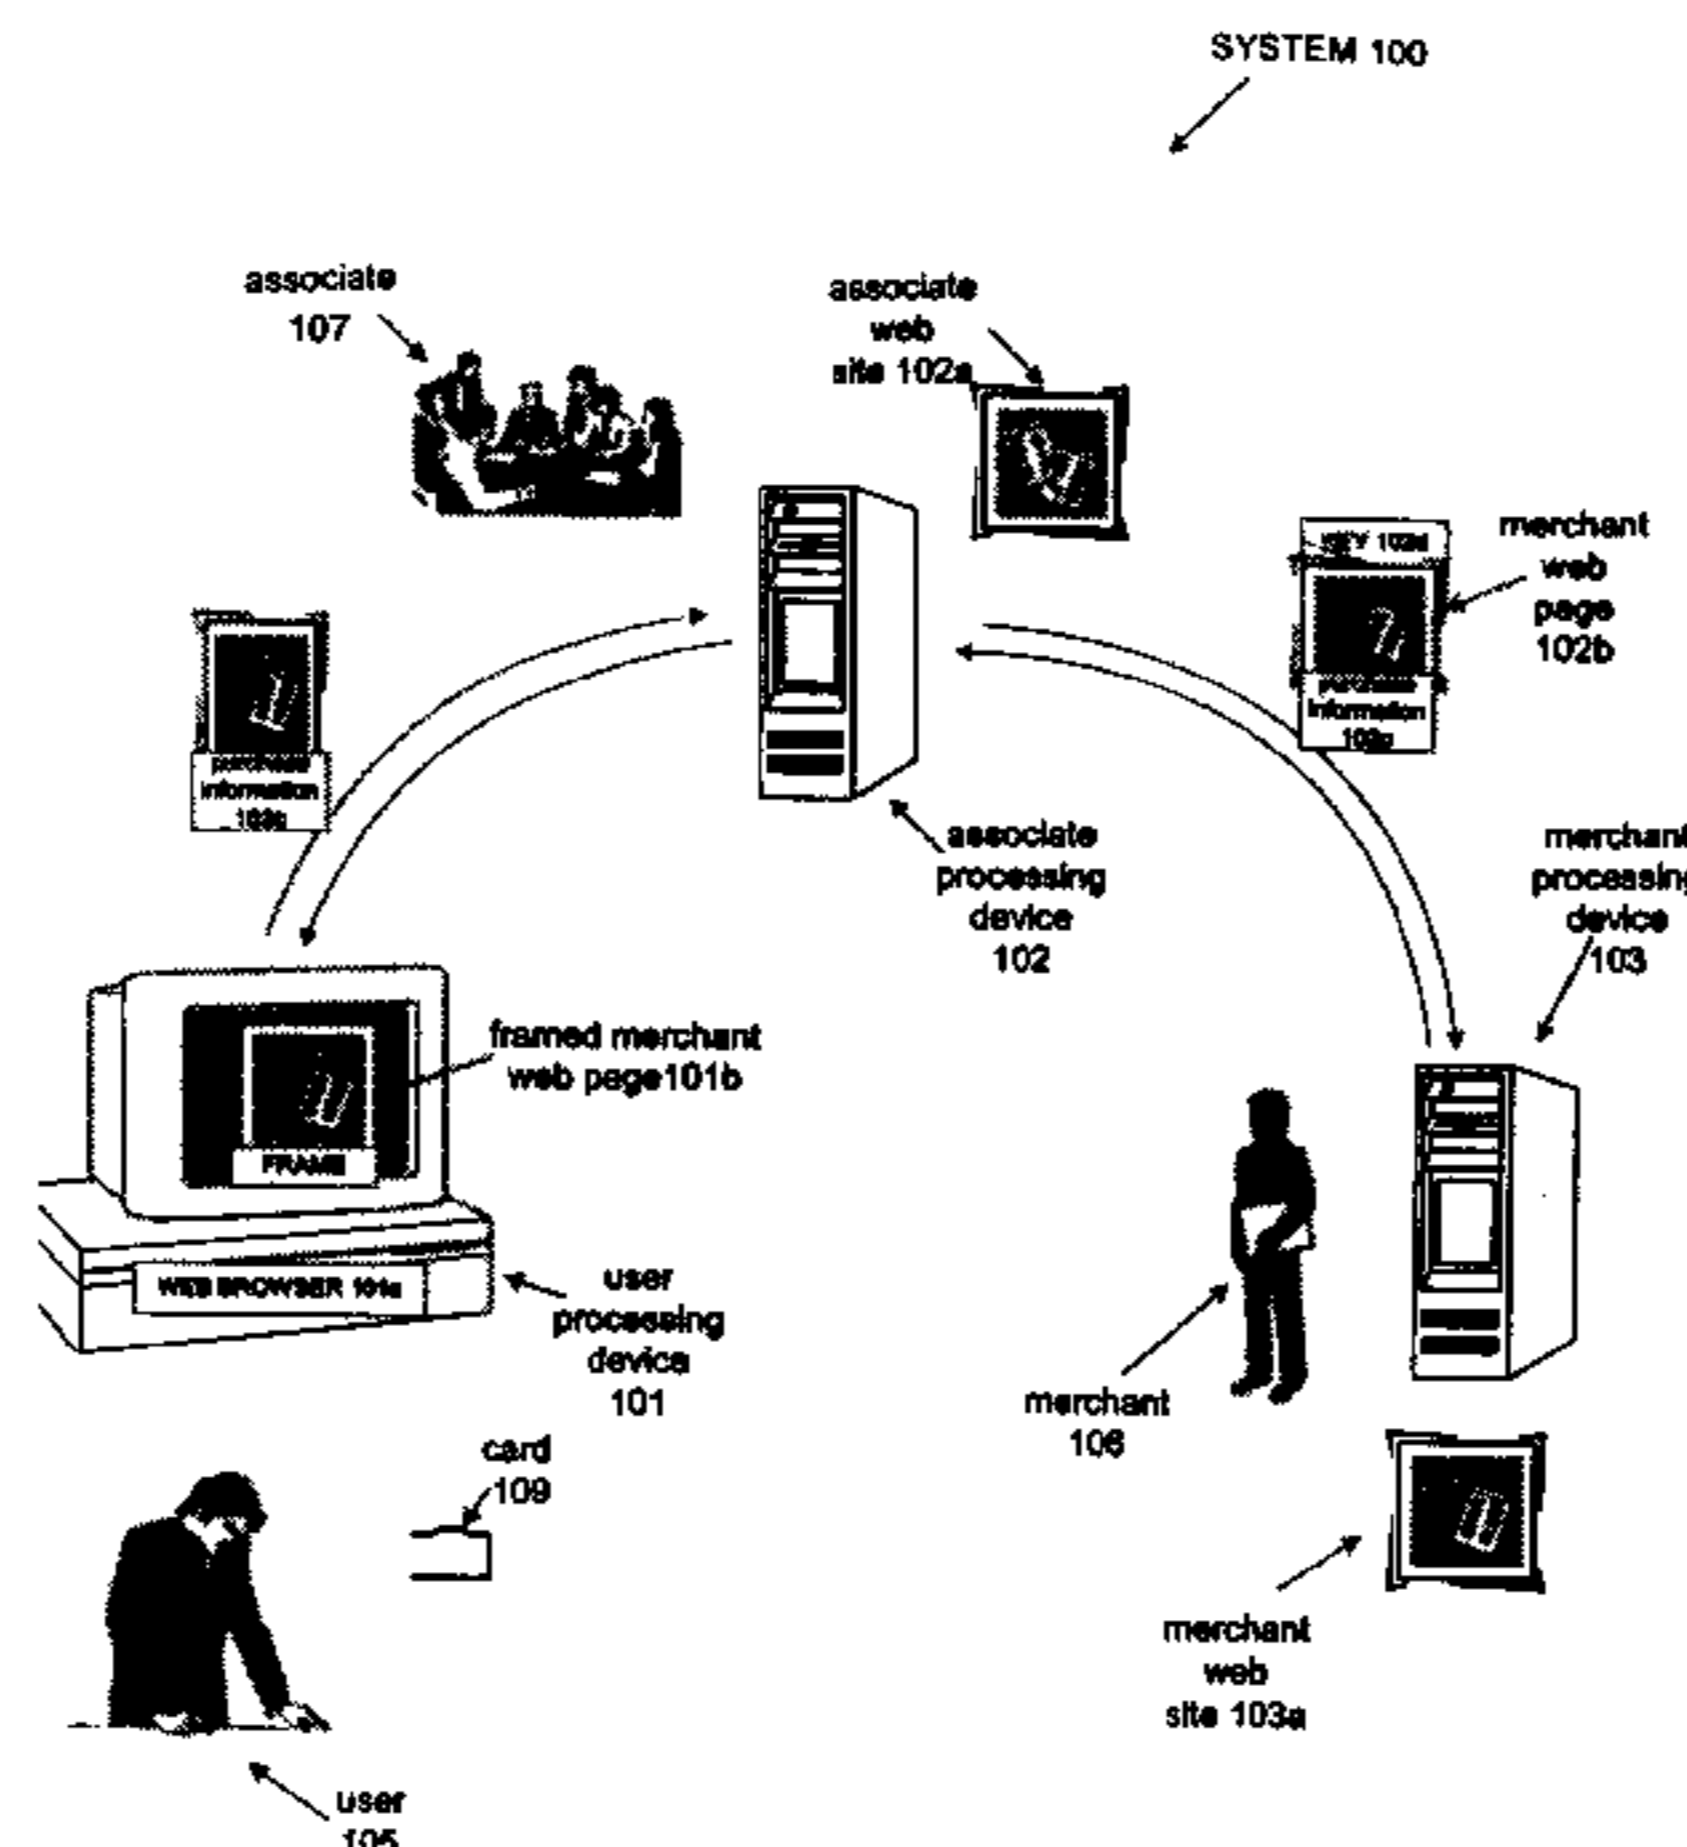 SYSTEM 100
associate
107
associate
web
site 102a
merchant
web
page
102b
information
information
associate
processing
device
102
merchant
processing
device
103
framed merchant
web page101b
FRAME
WEB BROWSER 101a
user
processing
device
101
card
109
merchant
106
merchant
web
site 103a
user
105